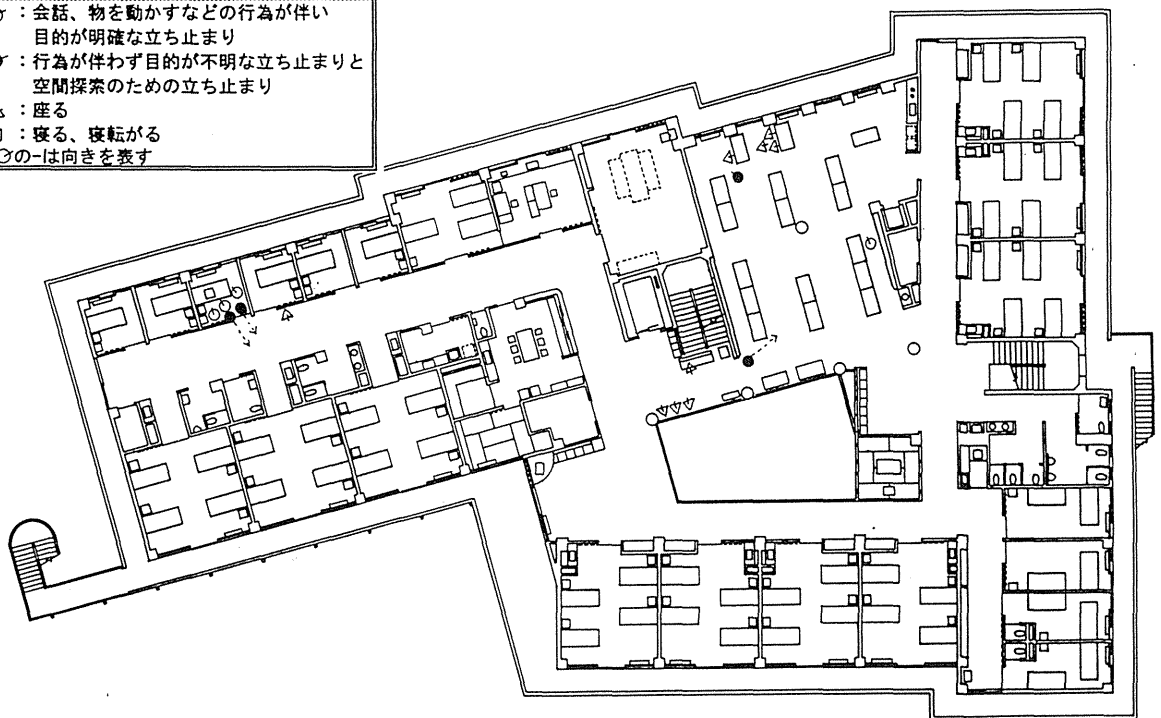 ：会話、物を動かすなどの行為が伴い
目的が明確な立ち止まり
：行為が伴わず目的が不明な立ち止まりと
空間探索のための立ち止まり
：座る
：寝る、寝転がる
の-は向きを表す